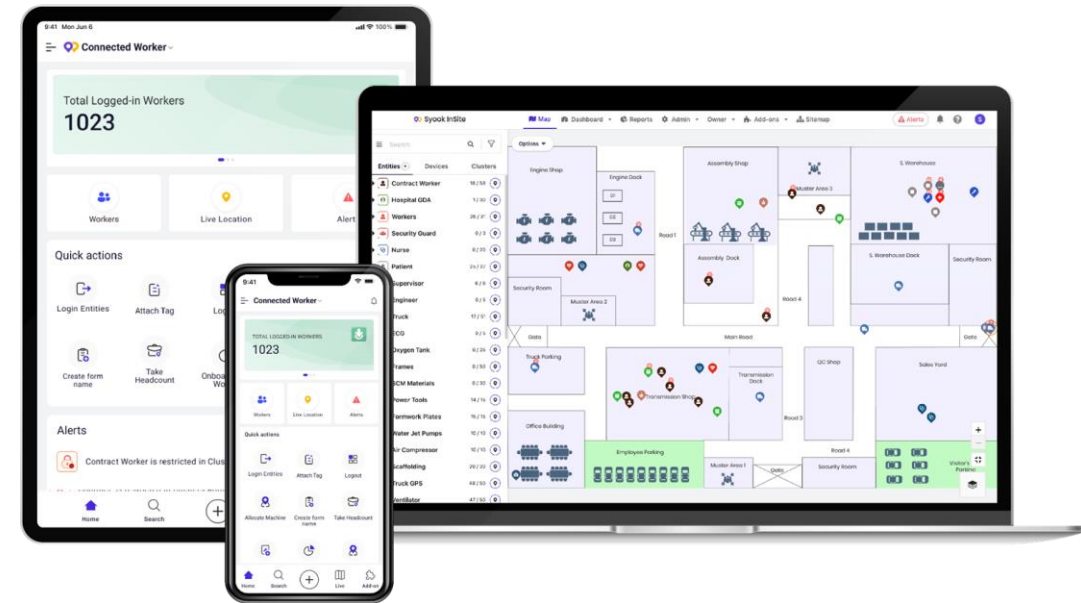 9:41 Mon Jun 6
100%
Connected Worker
Total Logged-in Workers
1023
Workers
Live Location
Alert
Quick actions
Login Entities
Attach Tag
Create form
name
Take
Headcount
Alerts
Contract Worker is restricted in Clus
Home
Search
9:41
Connected Worker
TOTAL LOGGED-IN WORKERS
1023
Workers
Live Location
Alerts
Quick actions
Login Entities
Attach Tag
Logout
Allocate Machine
Create form
name
Take Headcount
Home
Search
Live
Add-on
Syook InSite
Map
Dashboard
Reports
Admin
Owner
Add-ons
Sitemap
Alerts
S
Search
Options
Entities
Devices
Clusters
Contract Worker
Hospital GDA
Workers
Security Guard
Nurse
Patient
Supervisor
Engineer
Truck
ECG
Oxygen Tank
Frames
SCM Materials
Power Tools
Formwork Plates
Water Jet Pumps
Air Compressor
Scaffolding
Truck GPS
Ventilator
Engine Shop
Engine Dock
Road 1
Assembly Shop
Muster Area 3
S. Warehouse
Assembly Dock
S. Warehouse Dock
Security Room
Security Room
Muster Area 2
Road 4
Gate
Main Road
Gate
Truck Parking
Transmission Shop
Transmission
Dock
QC Shop
Sales Yard
Road 3
Office Building
Employee Parking
Muster Area 1
Gate
Road 4
Security Room
Visitor's
Parking